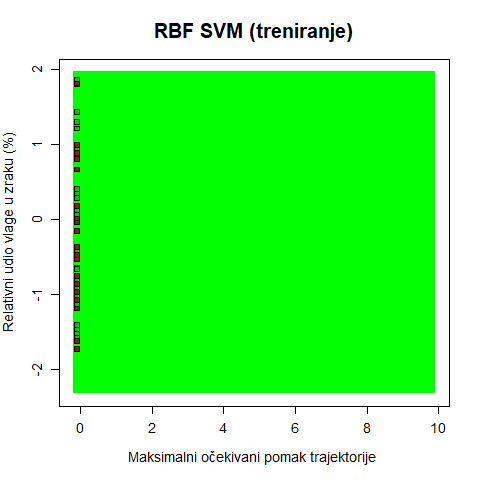 RBF SVM (treniranje)
Relativni udio vlage u zraku (%)
2
1
0
-1
-2
0 2 4 6 8 10
Maksimalni očekivani pomak trajektorije